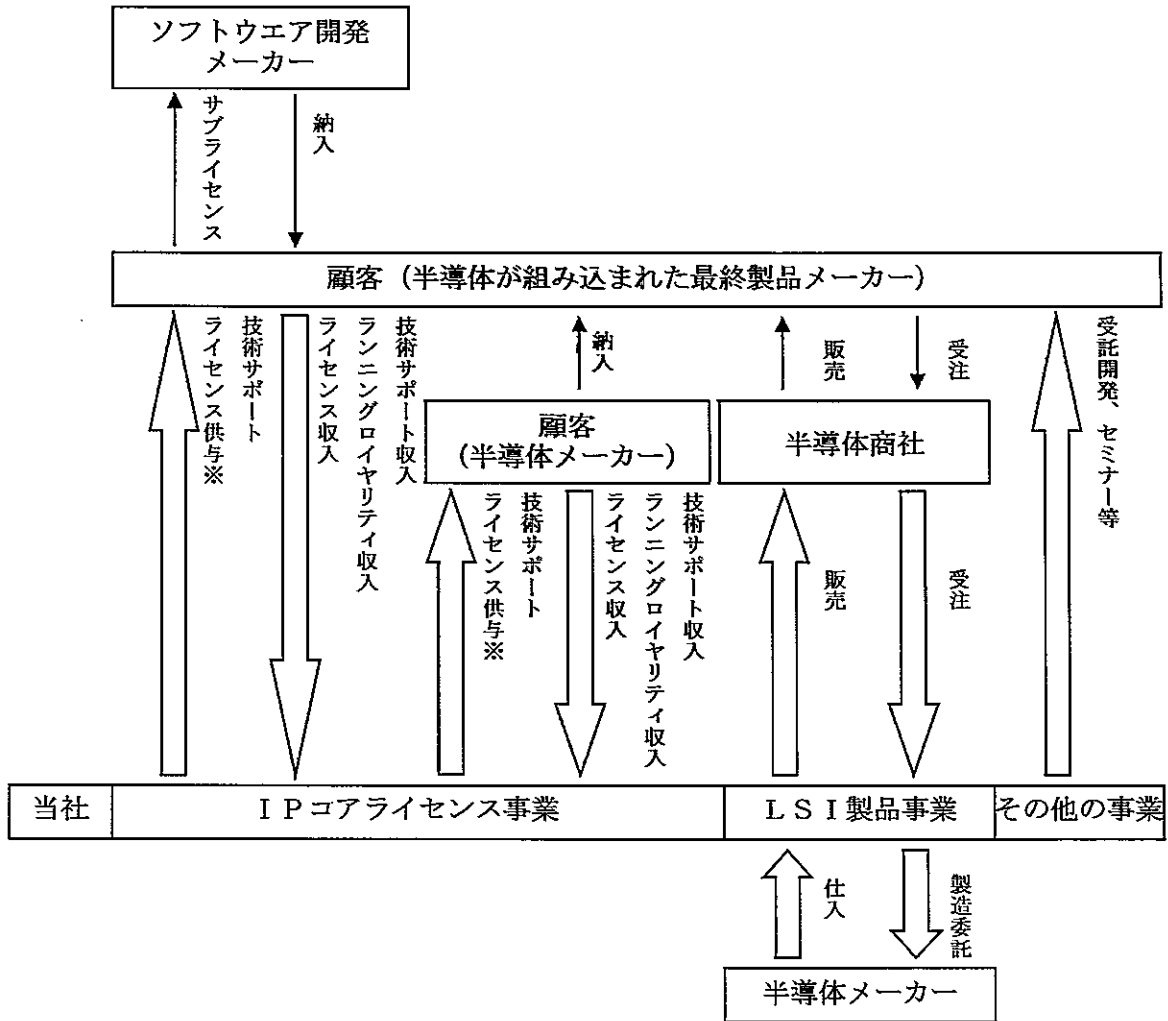 ソフトウエア開発
メーカー
サブライセンス
納入
顧客（半導体が組み込まれた最終製品メーカー）
ライセンス供与※
技術サポート
ライセンス収入
ランニングロイヤリティ収入
技術サポート収入
納入
販売
受注
受託開発、セミナー等
顧客
（半導体メーカー）
半導体商社
ライセンス供与※
技術サポート
ライセンス収入
ランニングロイヤリティ収入
技術サポート収入
販売
受注
当社
ＩＰコアライセンス事業
ＬＳＩ製品事業
その他の事業
仕入
製造委託
半導体メーカー